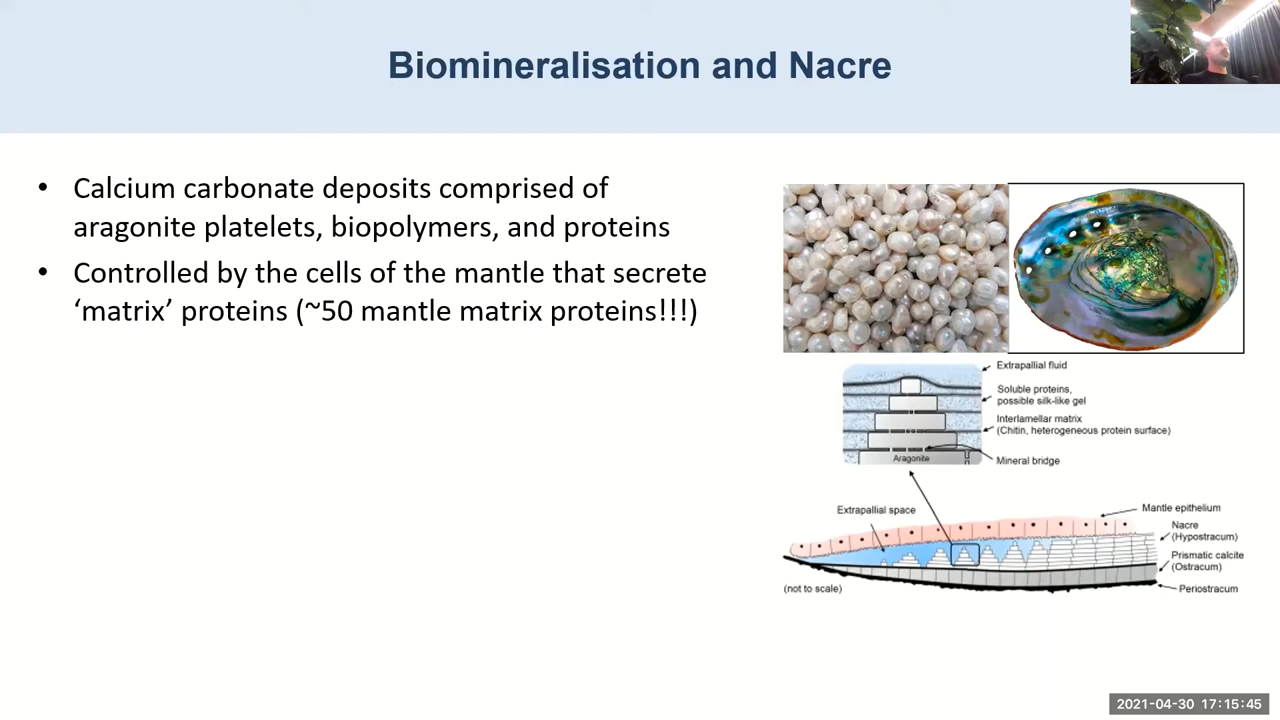 Biomineralisation and Nacre
• Calcium carbonate deposits comprised of
aragonite platelets, biopolymers, and proteins
• Controlled by the cells of the mantle that secrete
‘matrix’ proteins (~50 mantle matrix proteins!!!)
Extrapallial fluid
Soluble proteins,
possible silk-like gel
Interlamellar matrix
(Chitin, heterogeneous protein surface)
Aragonite
Mineral bridge
Extrapallial space
Mantle epithelium
Nacre
(Hypostracum)
Prismatic calcite
(Ostracum)
(not to scale)
Periostracum
2021-04-30 17:15:45